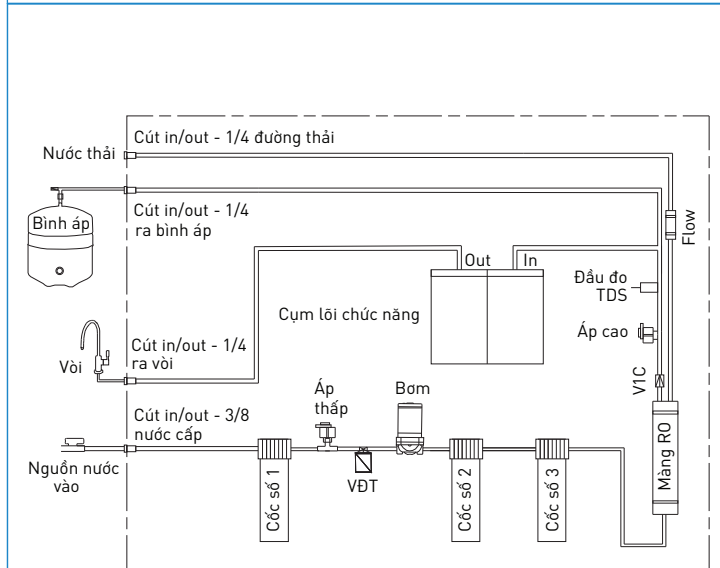 Cút in/out - 1/4 đường thải
Nước thải
Bình áp
Cút in/out - 1/4
ra bình áp
Flow
Out
In
Đầu đo
TDS
Cụm lõi chức năng
Áp cao
Cút in/out - 1/4
ra vòi
Vòi
V1C
Áp
thấp
Bơm
Cút in/out - 3/8
nước cấp
Nguồn nước
vào
Cốc số 1
VĐT
Cốc số 2
Cốc số 3
Màng RO